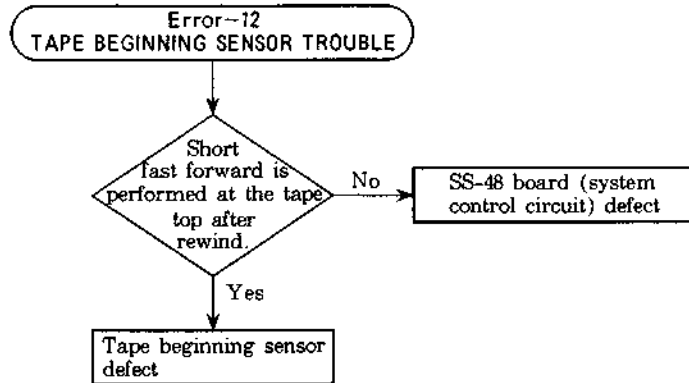 Error-12
TAPE BEGINNING SENSOR TROUBLE
Short
fast forward is
performed at the tape
top after
rewind.
No
SS-48 board (system
control circuit) defect
Yes
Tape beginning sensor
defect